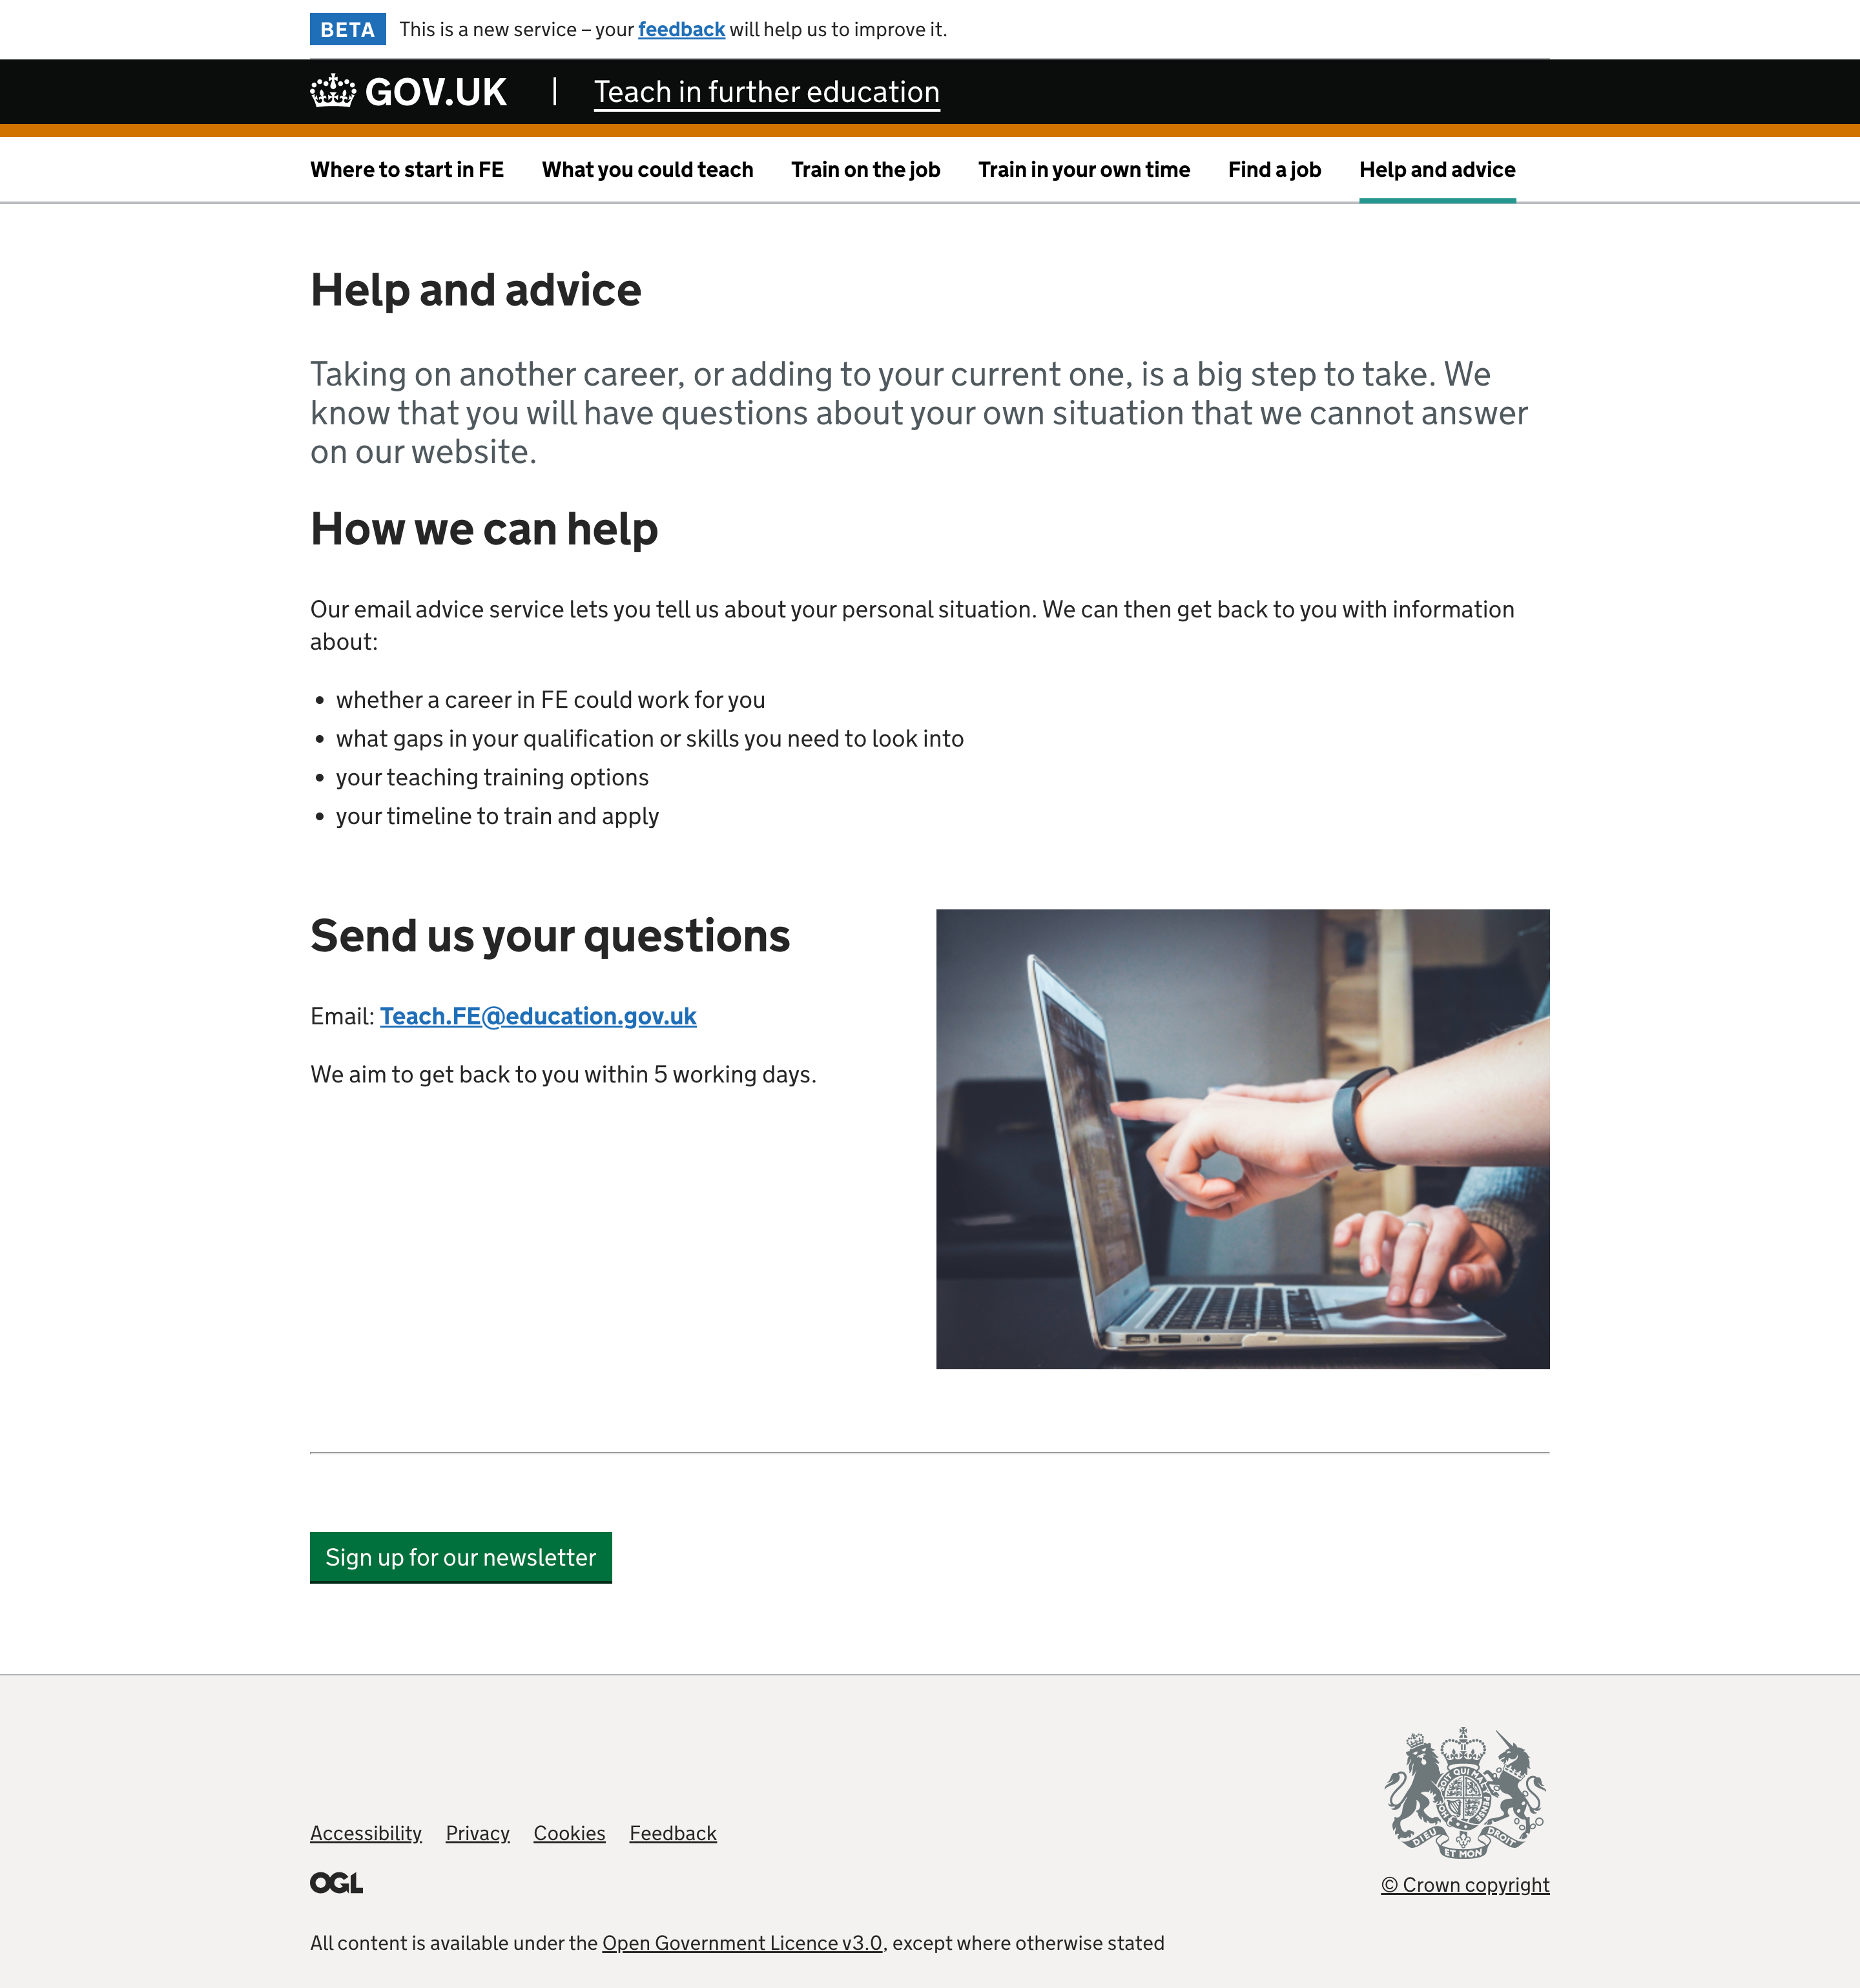 BETA This is a new service – your feedback will help us to improve it.
GOV.UK Teach in further education
Where to start in FE What you could teach Train on the job Train in your own time Find a job Help and advice
Help and advice
Taking on another career, or adding to your current one, is a big step to take. We
know that you will have questions about your own situation that we cannot answer
on our website.
How we can help
Our email advice service lets you tell us about your personal situation. We can then get back to you with information
about:
• whether a career in FE could work for you
• what gaps in your qualification or skills you need to look into
• your teaching training options
• your timeline to train and apply
Send us your questions
Email: Teach.FE@education.gov.uk
We aim to get back to you within 5 working days.
Sign up for our newsletter
Accessibility Privacy Cookies Feedback
OGL
All content is available under the Open Government Licence v3.0, except where otherwise stated
DIEU ET MON DROIT
© Crown copyright